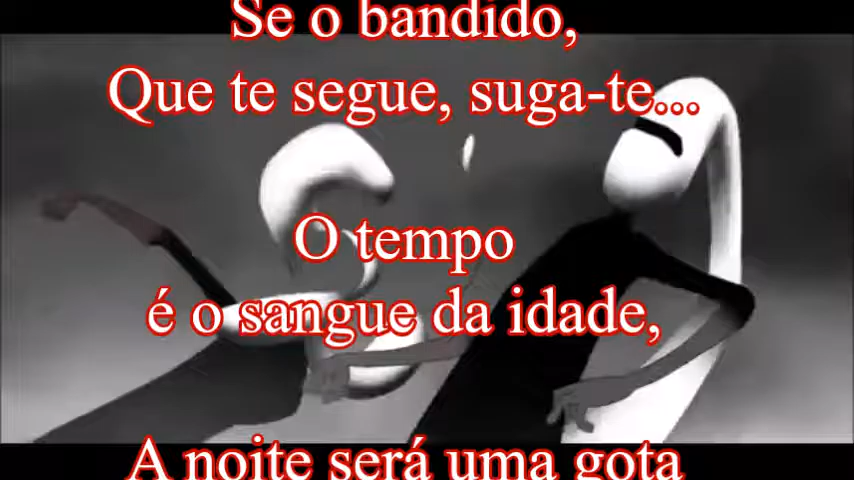 Se o bandido,
Que te segue, suga-te...
O tempo
é o sangue da idade,
A noite será uma gota